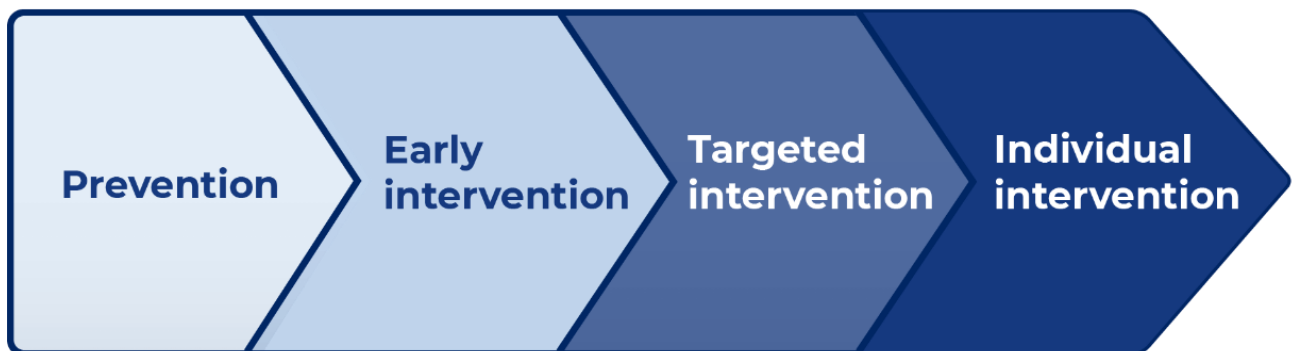 Prevention
Early
intervention
Targeted
intervention
Individual
intervention